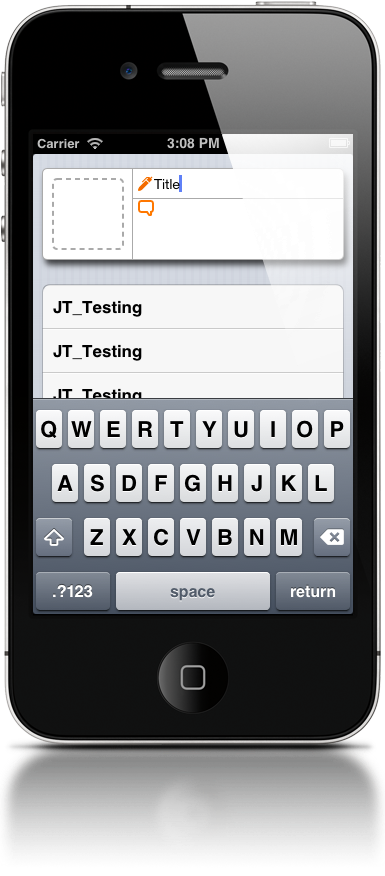 Carrier 3:08 PM
Title
JT_Testing
JT_Testing
JT_Testing
Q W E R T Y U I O P
A S D F G H J K L
Z X C V B N M
.?123 space return